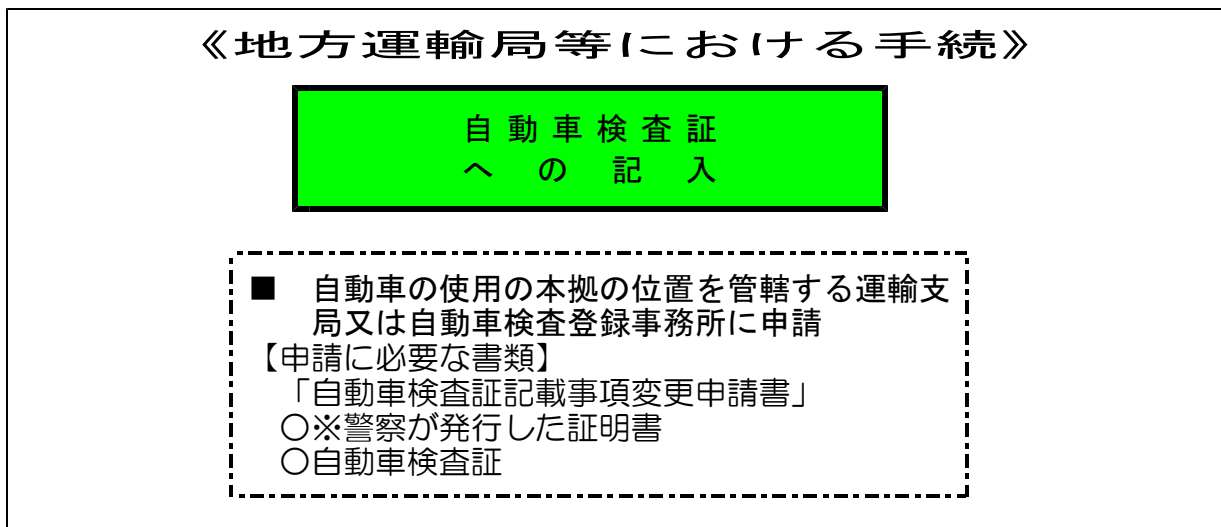 《地方運輸局等における手続》
自動車検査証
への記入
■ 自動車の使用の本拠の位置を管轄する運輸支
局又は自動車検査登録事務所に申請
【申請に必要な書類】
「自動車検査証記載事項変更申請書」
○※警察が発行した証明書
○自動車検査証